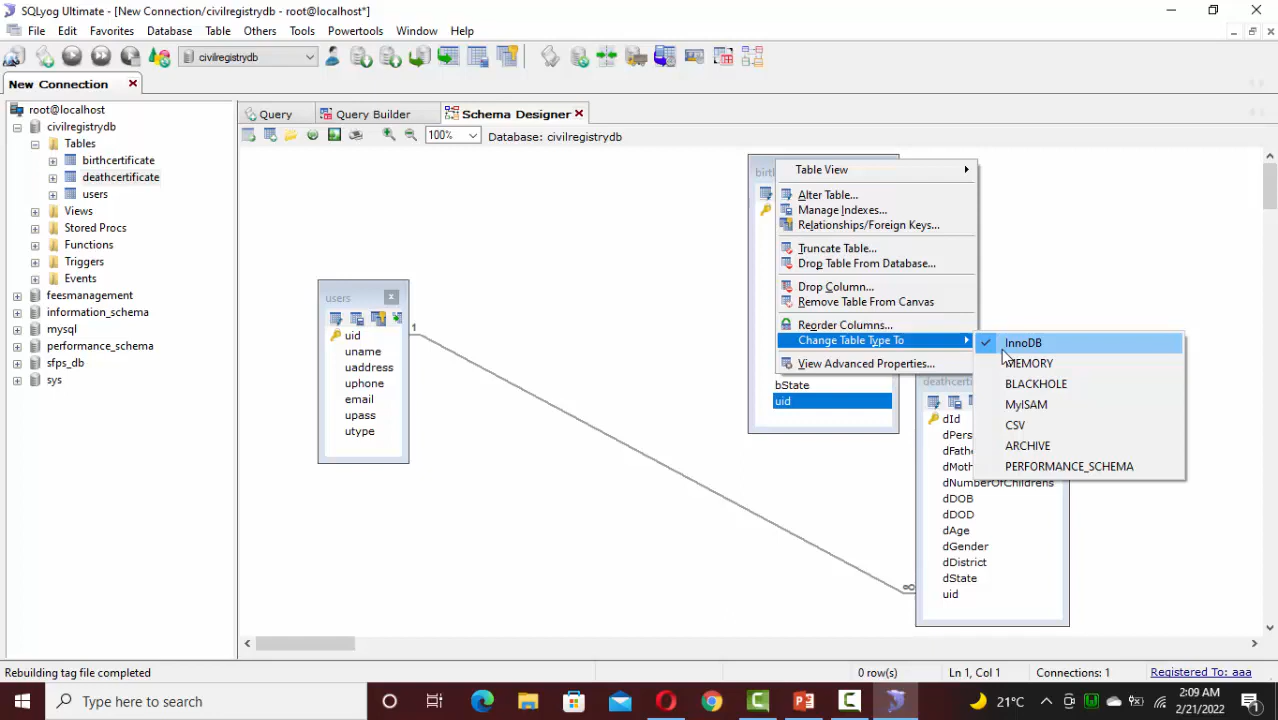 SQLyog Ultimate - [New Connection/civilregistrydb - root@localhost*]
File Edit Favorites Database Table Others Tools Powertools Window Help
civilregistrydb
New Connection
root@localhost
civilregistrydb
Tables
birthcertificate
deathcertificate
users
Views
Stored Procs
Functions
Triggers
Events
feesmanagement
information_schema
mysql
performance_schema
sfps_db
sys
Query
Query Builder
Schema Designer
100%
Database: civilregistrydb
users
1
uid
uname
uaddress
uphone
email
upass
utype
Table View
Alter Table...
Manage Indexes...
Relationships/Foreign Keys...
Truncate Table...
Drop Table From Database...
Drop Column...
Remove Table From Canvas
Reorder Columns...
Change Table Type To
View Advanced Properties...
InnoDB
MEMORY
BLACKHOLE
MyISAM
CSV
ARCHIVE
PERFORMANCE_SCHEMA
bState
uid
dId
dNumberOfChildrens
dDOB
dDOD
dAge
dGender
dDistrict
dState
uid
∞
Rebuilding tag file completed
0 row(s)
Ln 1, Col 1
Connections: 1
Registered To: aaa
Type here to search
21°C
2:09 AM
2/21/2022
1